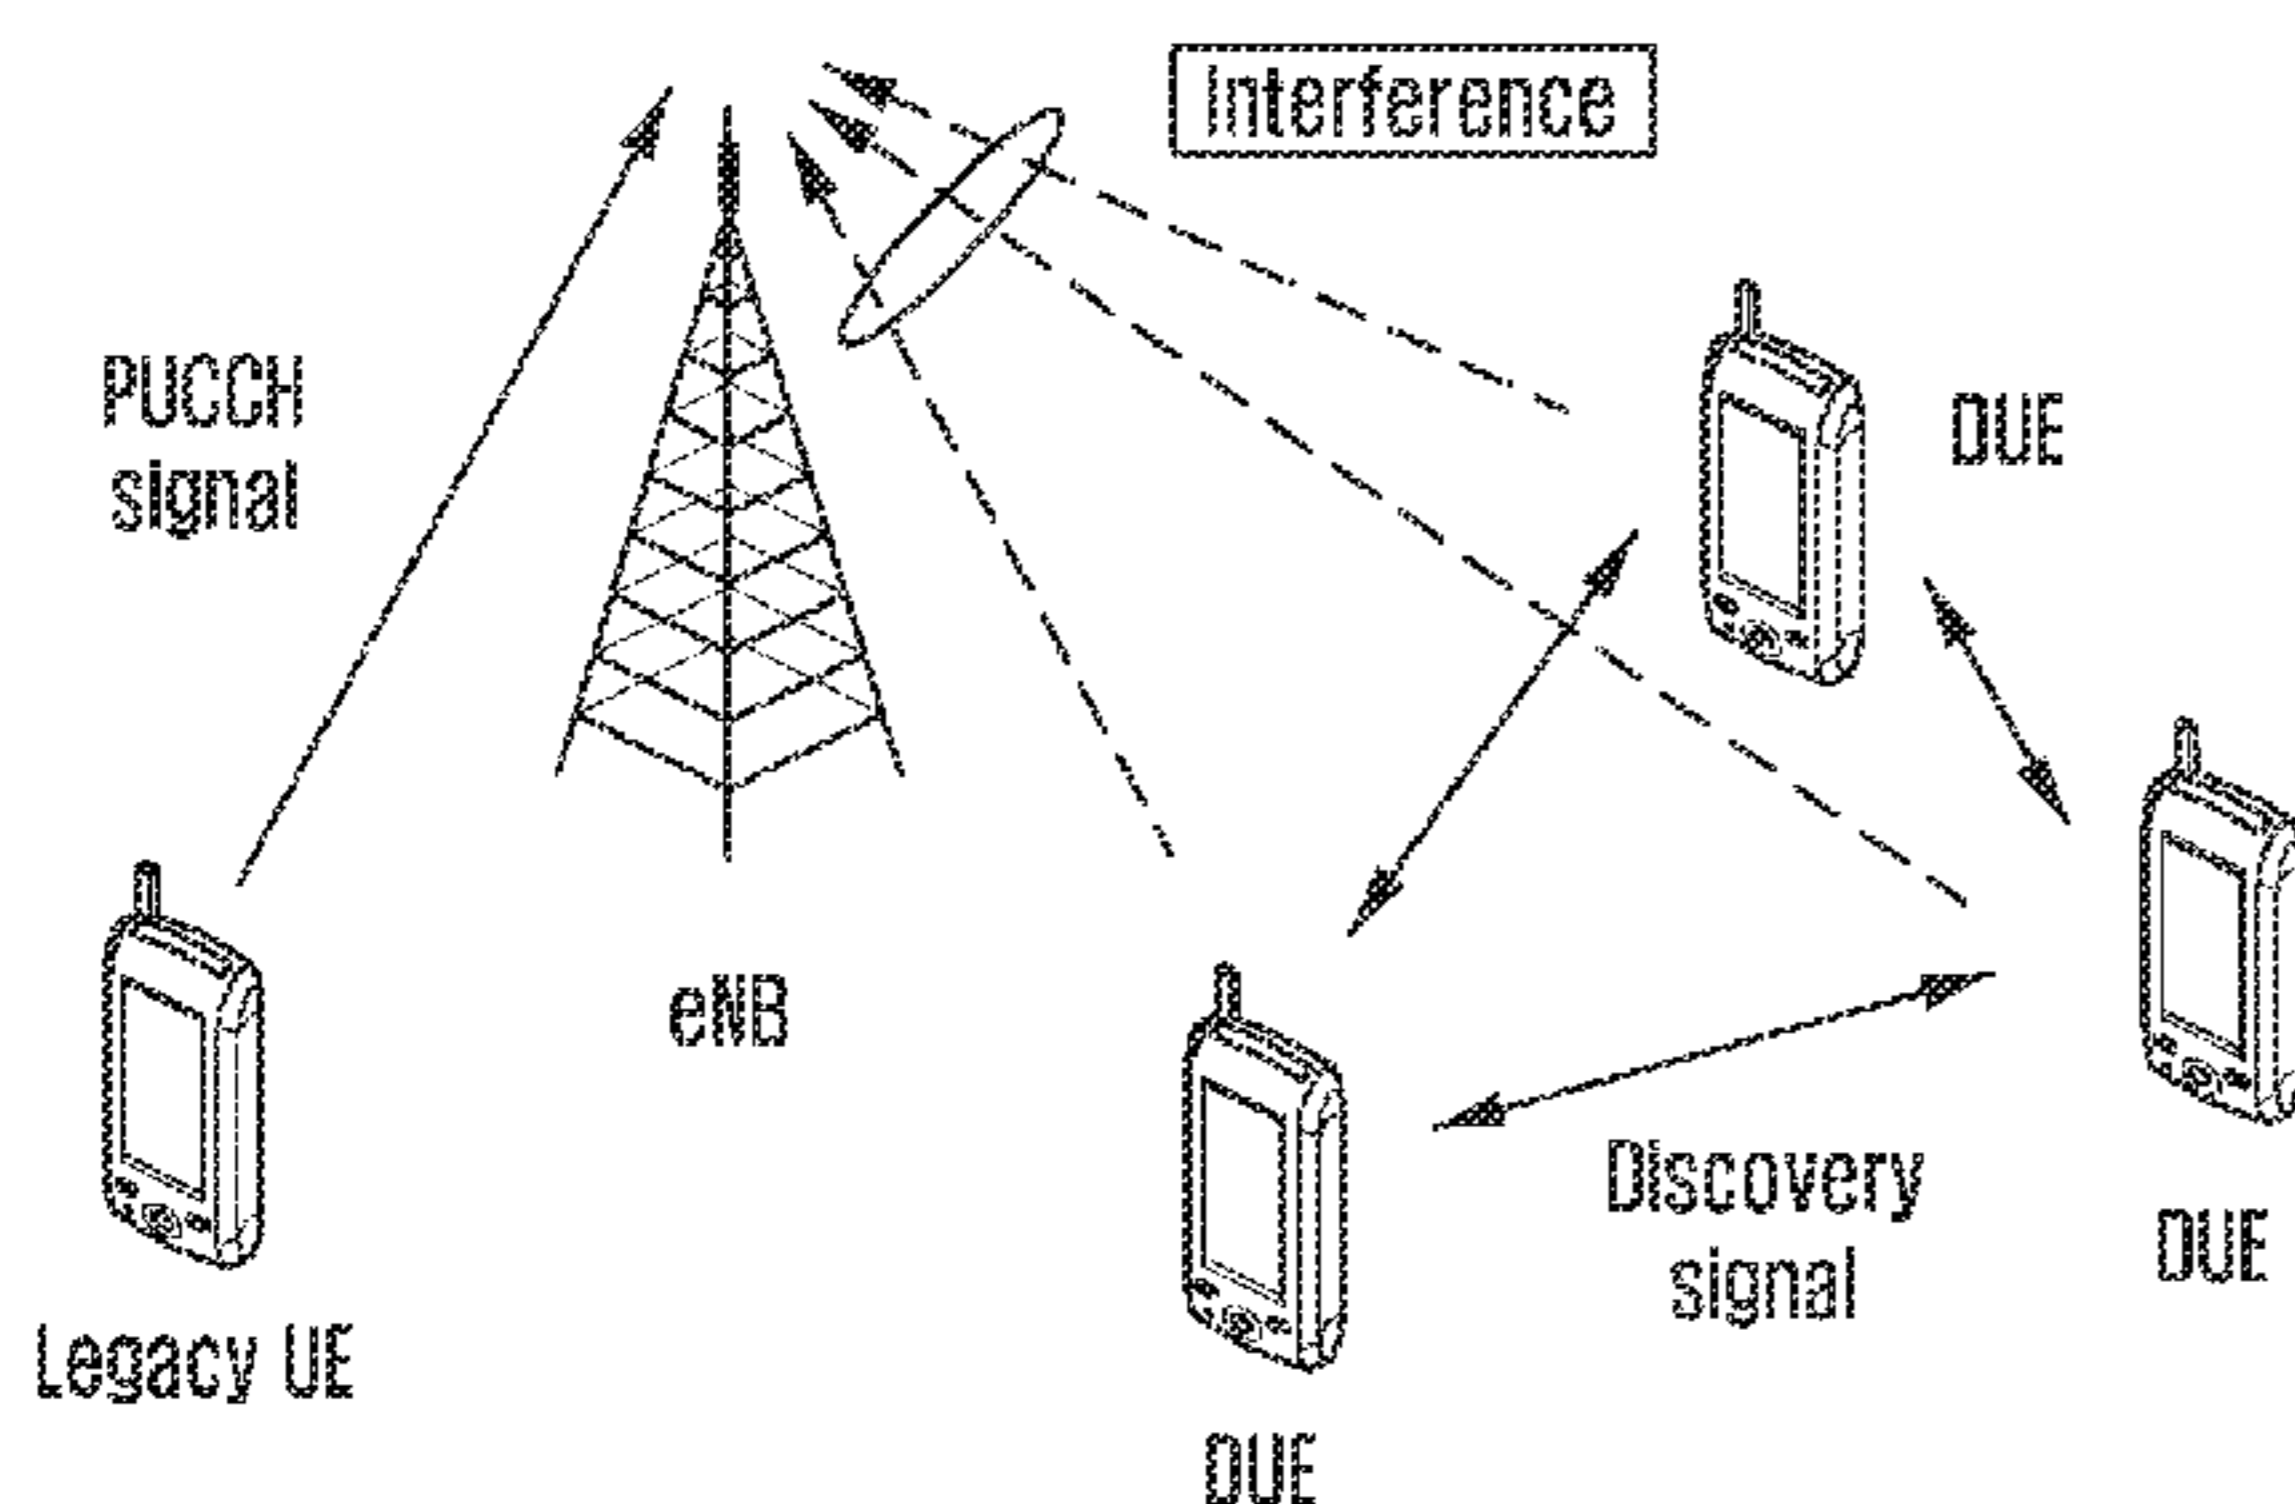 Interference
PUCCH
signal
DUE
eNB
Discovery
signal
DUE
Legacy UE
DUE